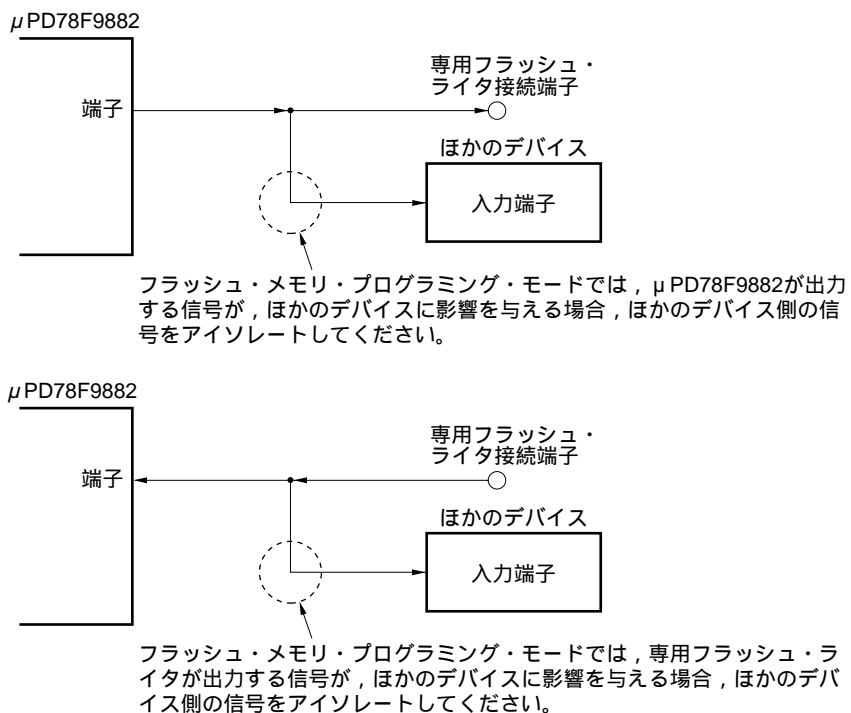 μPD78F9882
専用フラッシュ・
ライタ接続端子
端子
ほかのデバイス
入力端子
フラッシュ・メモリ・プログラミング・モードでは，μPD78F9882が出力
する信号が，ほかのデバイスに影響を与える場合，ほかのデバイス側の信
号をアイソレートしてください。
μPD78F9882
専用フラッシュ・
ライタ接続端子
端子
ほかのデバイス
入力端子
フラッシュ・メモリ・プログラミング・モードでは，専用フラッシュ・ラ
イタが出力する信号が，ほかのデバイスに影響を与える場合，ほかのデバ
イス側の信号をアイソレートしてください。